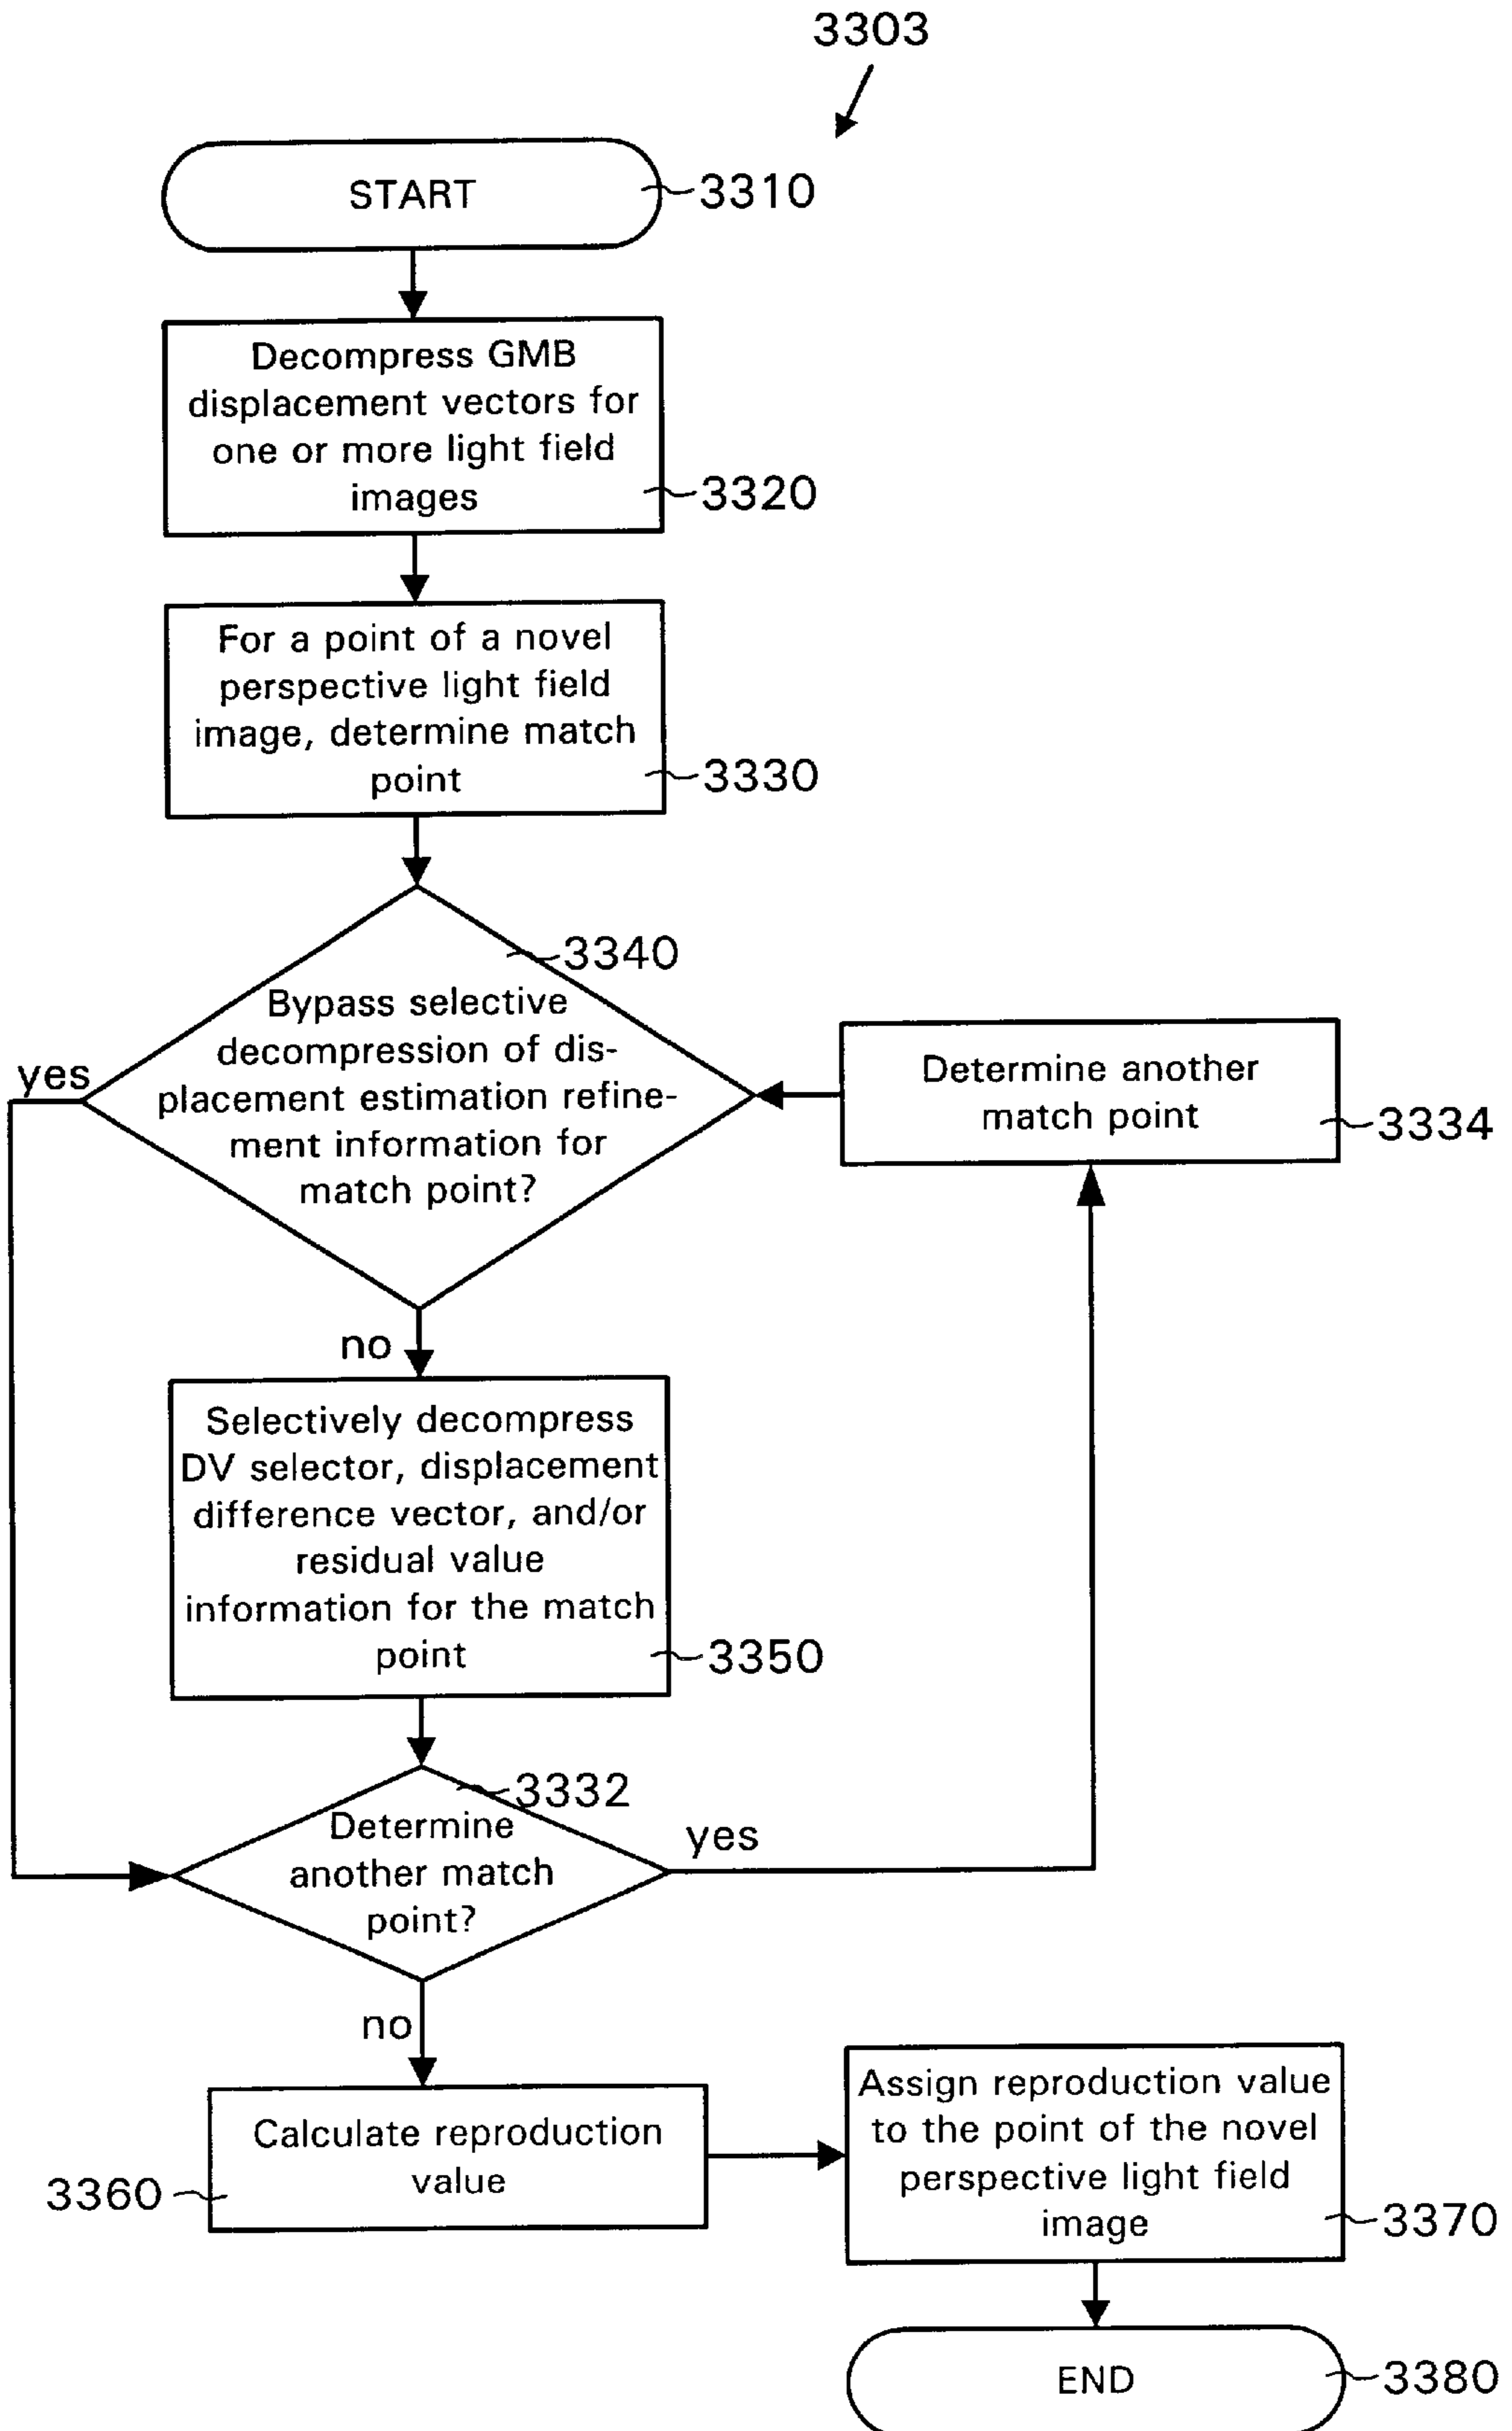 3303
START
3310
Decompress GMB
displacement vectors for
one or more light field
images
3320
For a point of a novel
perspective light field
image, determine match
point
3330
3340
Bypass selective
decompression of dis-
placement estimation refine-
ment information for
match point?
yes
Determine another
match point
3334
no
Selectively decompress
DV selector, displacement
difference vector, and/or
residual value
information for the match
point
3350
3332
Determine
another match
point?
yes
no
Calculate reproduction
value
3360
Assign reproduction value
to the point of the novel
perspective light field
image
3370
END
3380